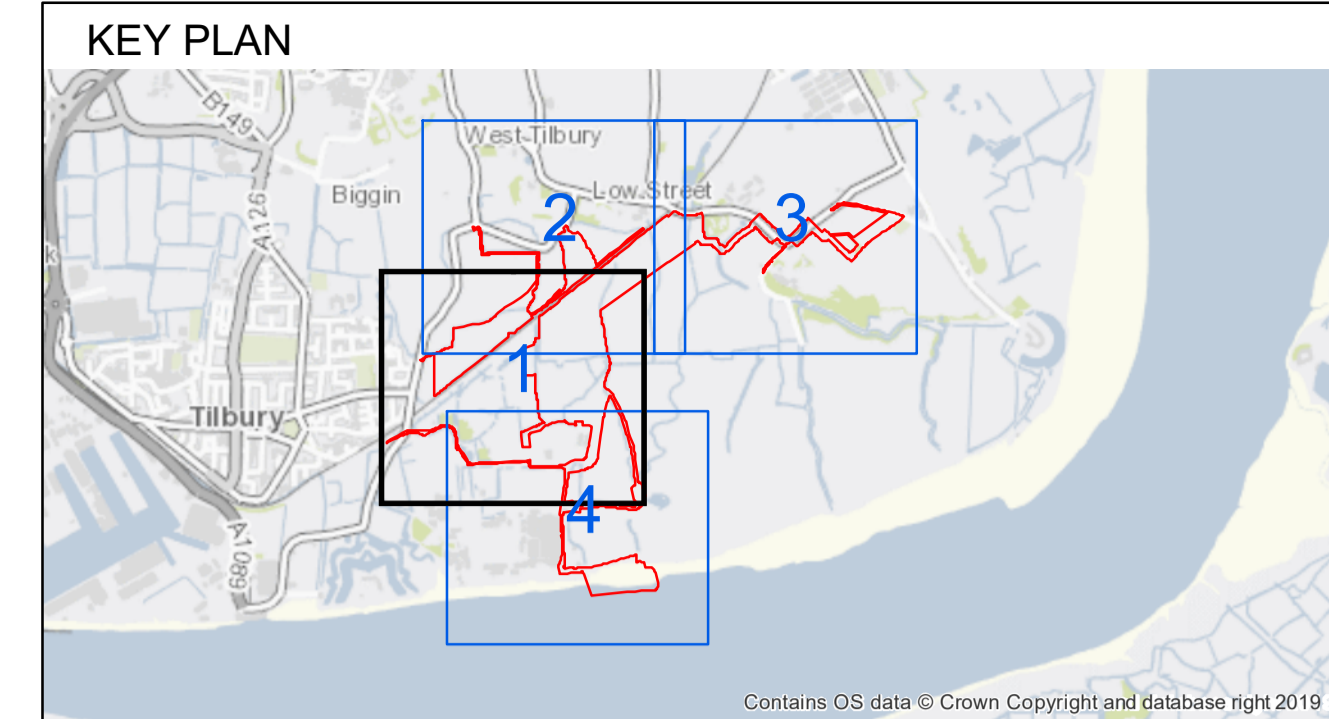 KEY PLAN
B149
West Tilbury
Biggin
Low Street
A126
2
3
k
1
Tilbury
4
A1089
Contains OS data © Crown Copyright and database right 2019